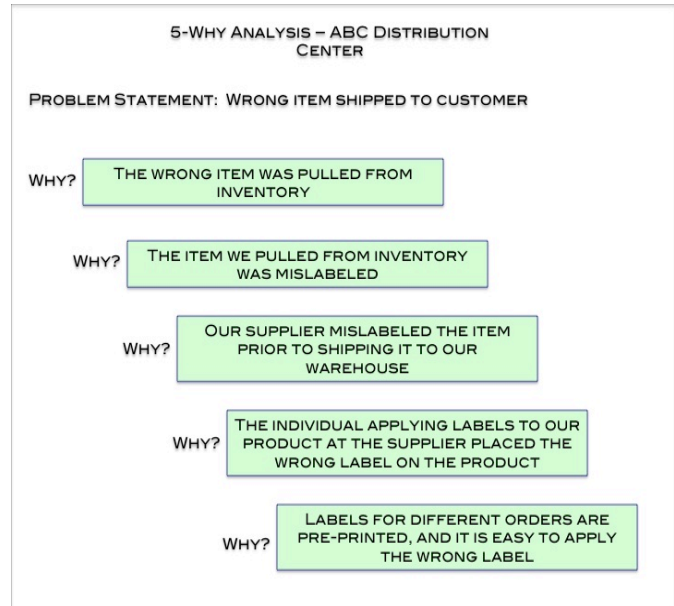 5-Why Analysis – ABC Distribution
Center
Problem Statement: Wrong item shipped to customer
Why?
The wrong item was pulled from
inventory
Why?
The item we pulled from inventory
was mislabeled
Why?
Our supplier mislabeled the item
prior to shipping it to our
warehouse
Why?
The individual applying labels to our
product at the supplier placed the
wrong label on the product
Why?
Labels for different orders are
pre-printed, and it is easy to apply
the wrong label